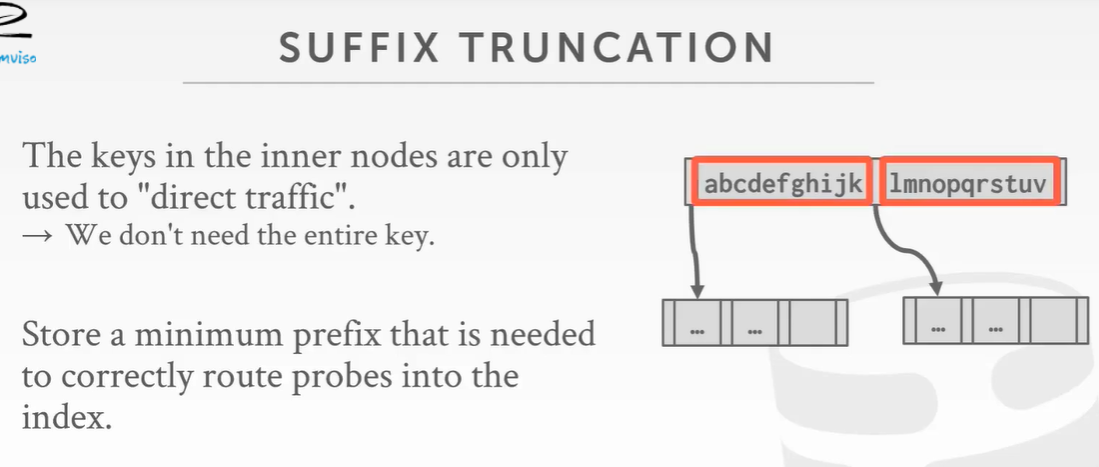 mviso
SUFFIX TRUNCATION
The keys in the inner nodes are only
used to "direct traffic".
→ We don't need the entire key.
Store a minimum prefix that is needed
to correctly route probes into the
index.
abcdefghijk lmnopqrstuv
… … … …